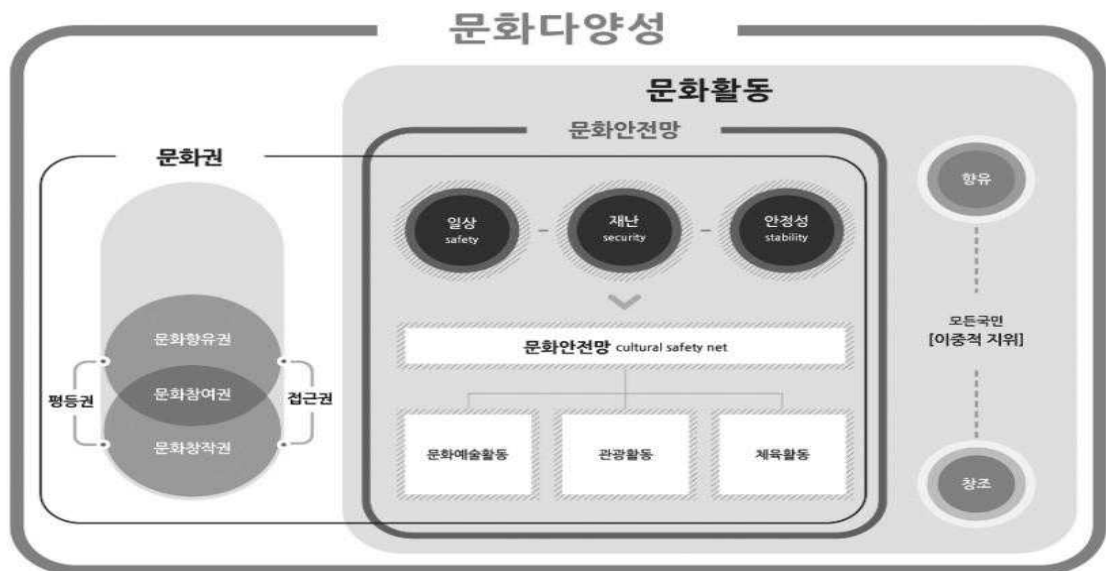 문화다양성
문화활동
문화안전망
문화권
일상
safety
재난
security
안정성
stability
향유
문화안전망 cultural safety net
모든국민
[이중적 지위]
문화향유권
문화참여권
문화창작권
평등권
접근권
문화예술활동
관광활동
체육활동
창조